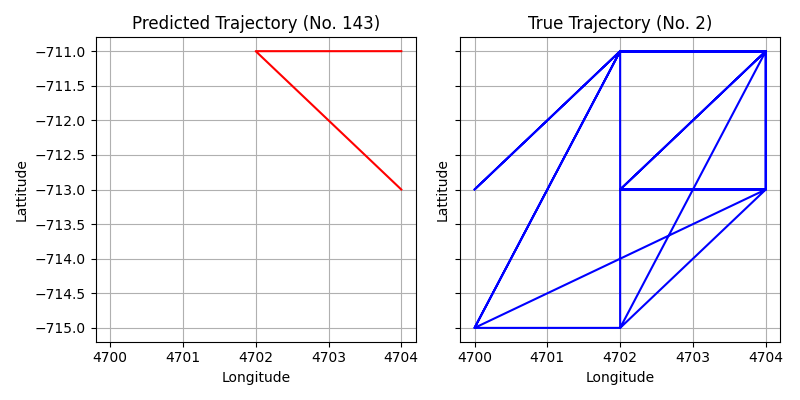 Predicted Trajectory (No. 143)
True Trajectory (No. 2)
−711.0
−711.5
−712.0
−712.5
−713.0
−713.5
−714.0
−714.5
−715.0
Lattitude
Lattitude
4700 4701 4702 4703 4704
4700 4701 4702 4703 4704
Longitude
Longitude